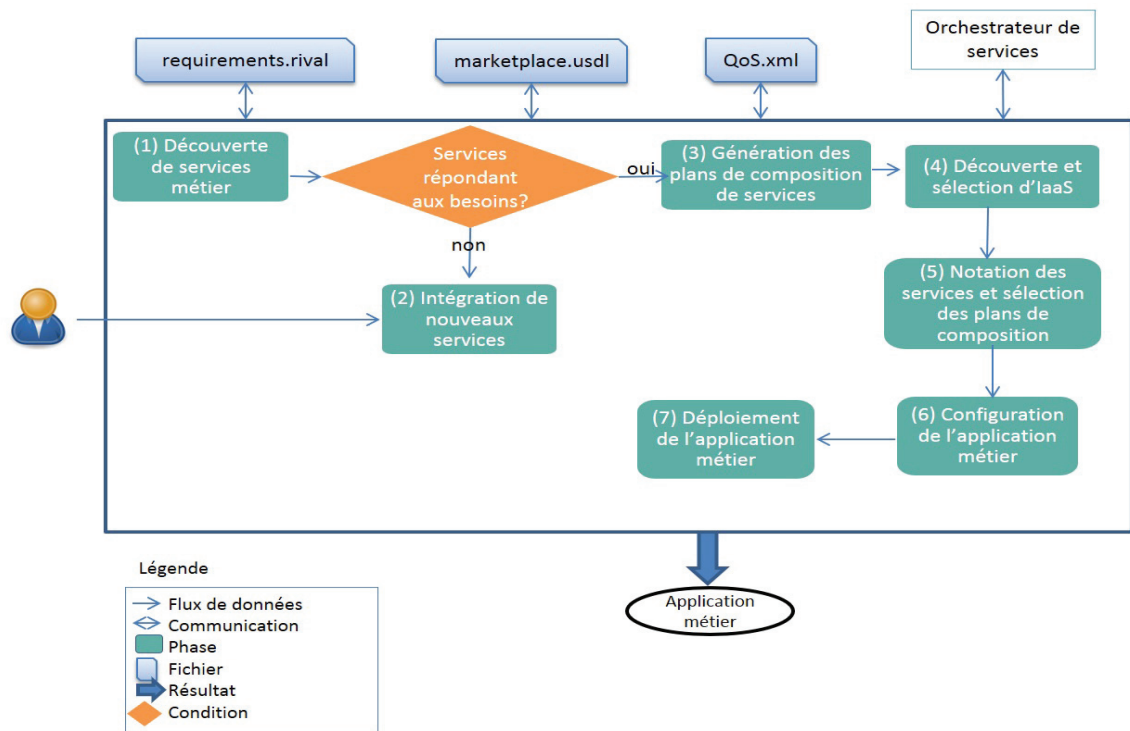 requirements.rival
marketplace.usdl
QoS.xml
Orchestrateur de
services
(1) Découverte
de services
métier
Services
répondant
aux besoins?
oui
(3) Génération des
plans de composition
de services
(4) Découverte et
sélection d'IaaS
non
(2) Intégration de
nouveaux
services
(5) Notation des
services et sélection
des plans de
composition
(6) Configuration
de l'application
métier
(7) Déploiement
de l'application
métier
Application
métier
Légende
Flux de données
Communication
Phase
Fichier
Résultat
Condition